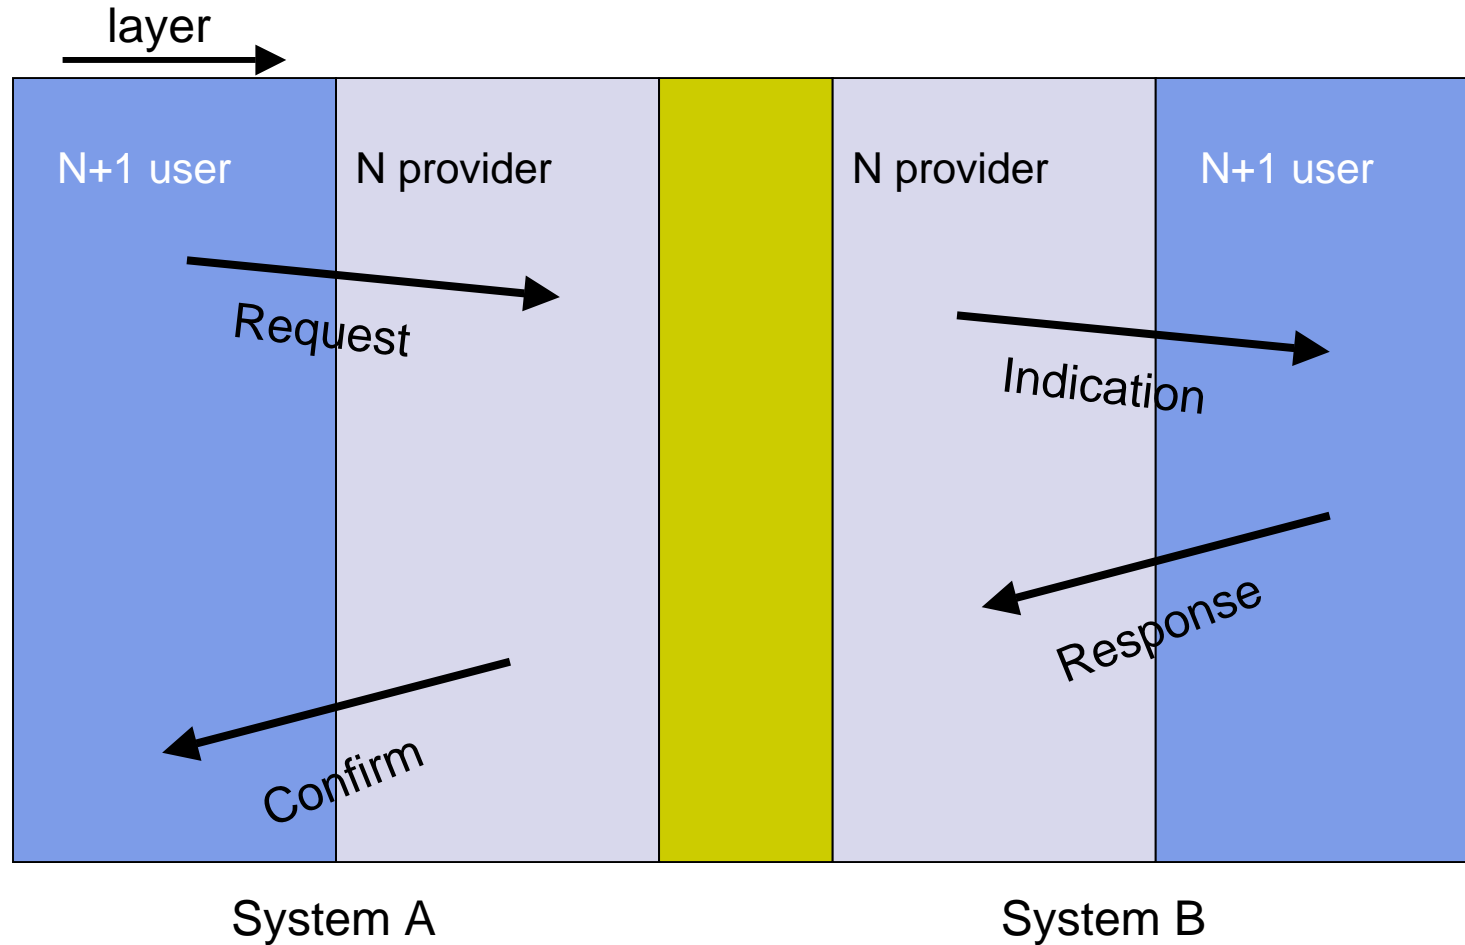 layer
N+1 user
N provider
N provider
N+1 user
Request
Indication
Response
Confirm
System A
System B